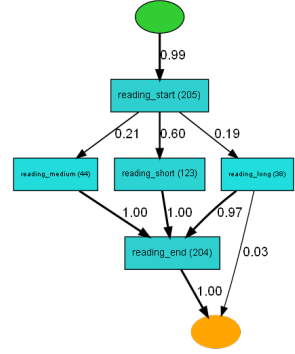 0.99
reading_start (205)
0.21
0.60
0.19
reading_medium (44)
reading_short (123)
reading_long (38)
1.00
1.00
0.97
reading_end (204)
0.03
1.00